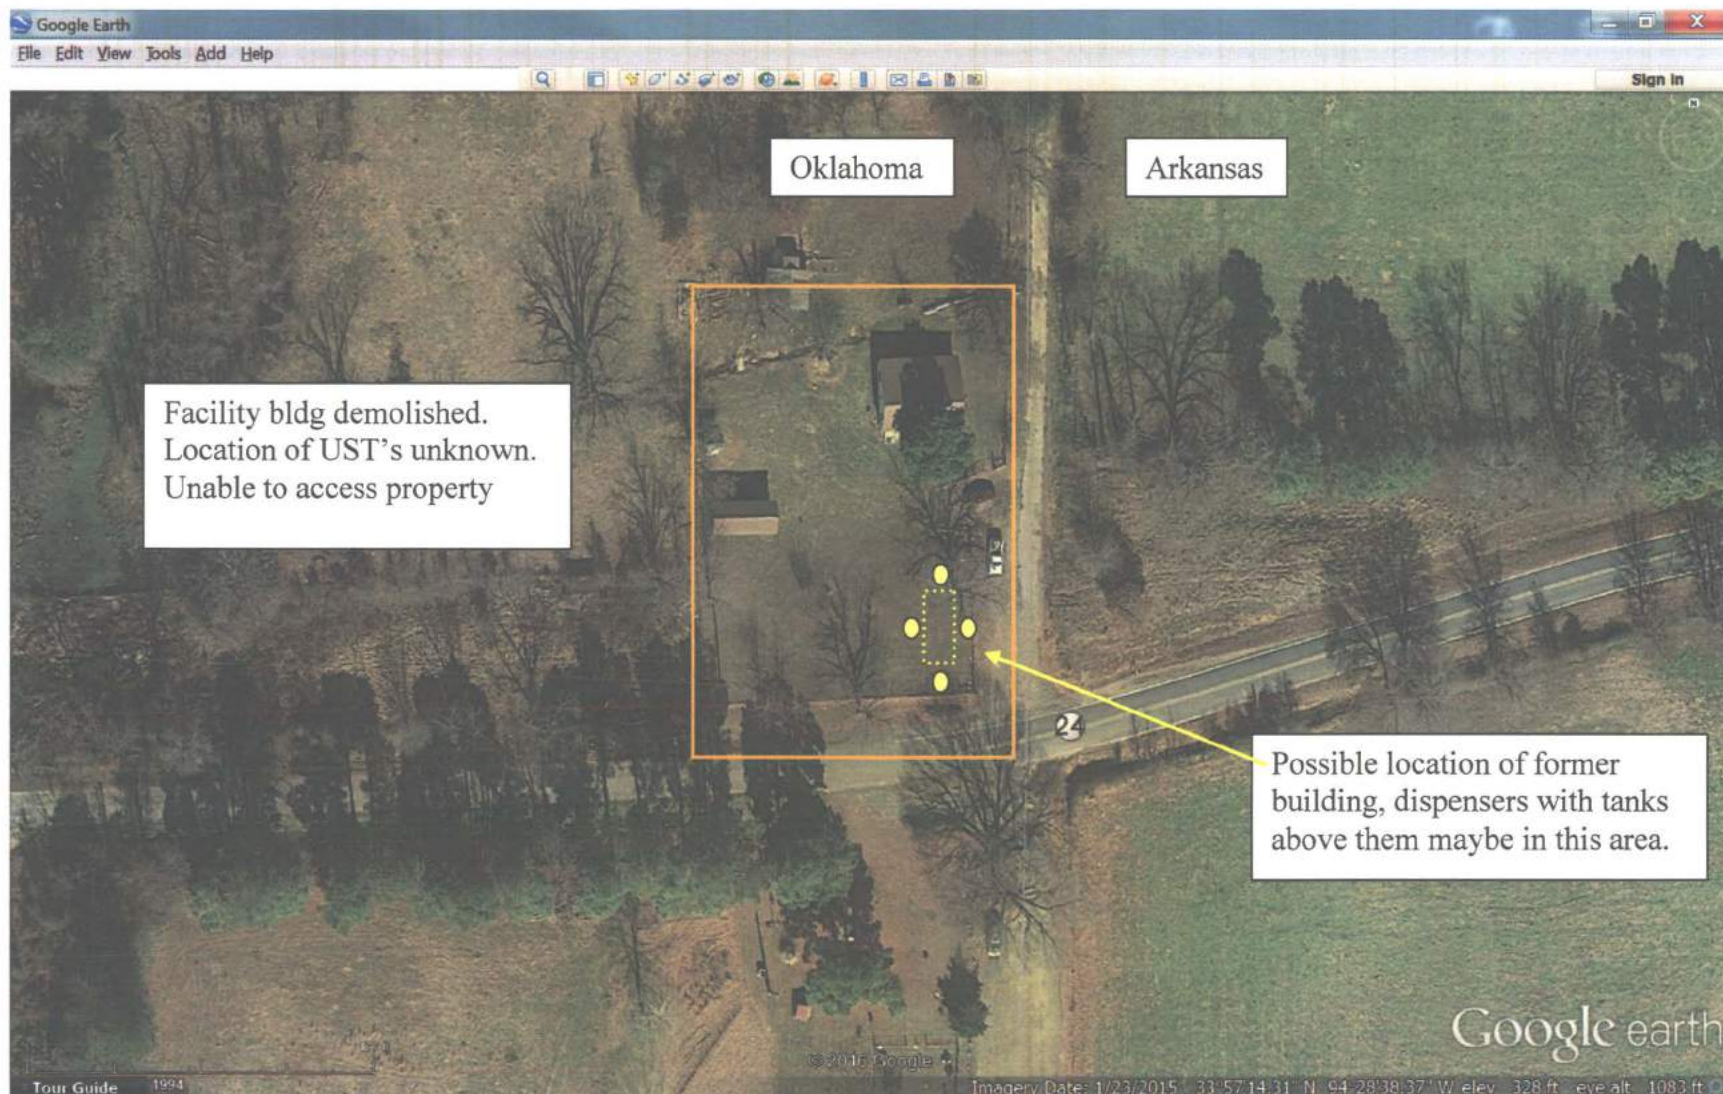 Google Earth
File Edit View Tools Add Help
Sign in
N
Oklahoma
Arkansas
Facility bldg demolished.
Location of UST's unknown.
Unable to access property
24
Possible location of former
building, dispensers with tanks
above them maybe in this area.
Google earth
©2016 Google
Tour Guide 1994
Imagery Date: 1/23/2015 33°57'14.31" N 94°28'38.37" W elev 328 ft eye alt 1083 ft